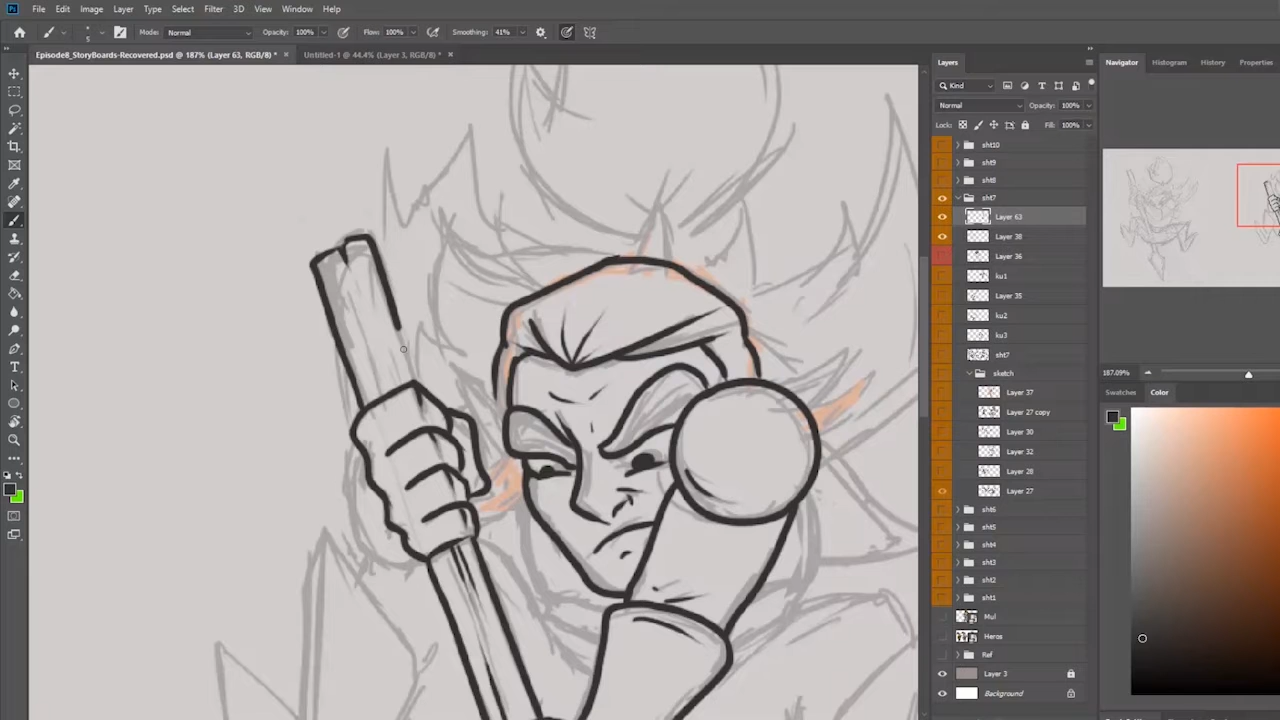 Ps File Edit Image Layer Type Select Filter 3D View Window Help
5 Mode: Normal Opacity: 100% Flow: 100% Smoothing: 41%
Episode8_StoryBoards-Recovered.psd @ 187% (Layer 63, RGB/8) * × Untitled-1 @ 44.4% (Layer 3, RGB/8) * ×
Layers
Kind
Normal Opacity: 100%
Lock: Fill: 100%
sht10
sht9
sht8
sht7
Layer 63
Layer 38
Layer 36
ku1
Layer 35
ku2
ku3
sht7
sketch
Layer 37
Layer 27 copy
Layer 30
Layer 32
Layer 28
Layer 27
sht6
sht5
sht4
sht3
sht2
sht1
Mul
Heros
Ref
Layer 3
Background
Navigator Histogram History Properties
187.09%
Swatches Color